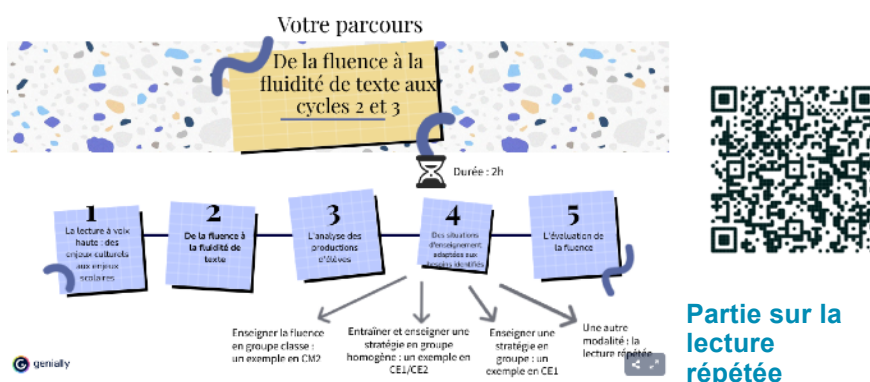 Votre parcours
De la fluence à la
fluidité de texte aux
cycles 2 et 3
Durée : 2h
1
La lecture à voix
haute : des
enjeux culturels
aux enjeux
scolaires
2
De la fluence à
la fluidité de
texte
3
L'analyse des
productions
d'élèves
4
Des situations
d'enseignement
adaptées aux
besoins identifiés
5
L'évaluation de
la fluence
Enseigner la fluence
en groupe classe :
un exemple en CM2
Entraîner et enseigner une
stratégie en groupe
homogène : un exemple en
CE1/CE2
Enseigner une
stratégie en
groupe : un
exemple en CE1
Une autre
modalité : la
lecture répétée
genially
Partie sur la
lecture
répétée